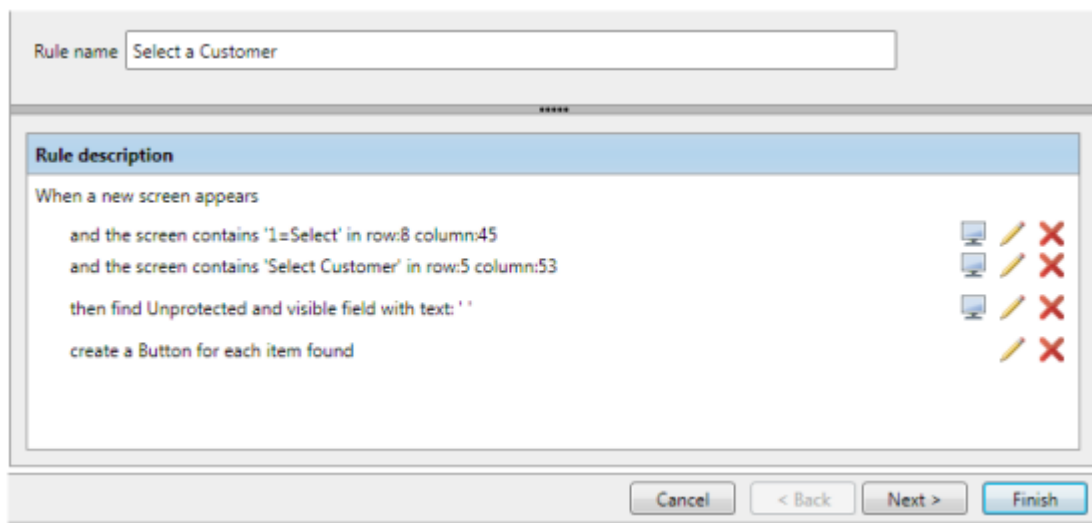 Rule name Select a Customer
Rule description
When a new screen appears
and the screen contains '1=Select' in row:8 column:45
and the screen contains 'Select Customer' in row:5 column:53
then find Unprotected and visible field with text: ' '
create a Button for each item found
Cancel < Back Next > Finish